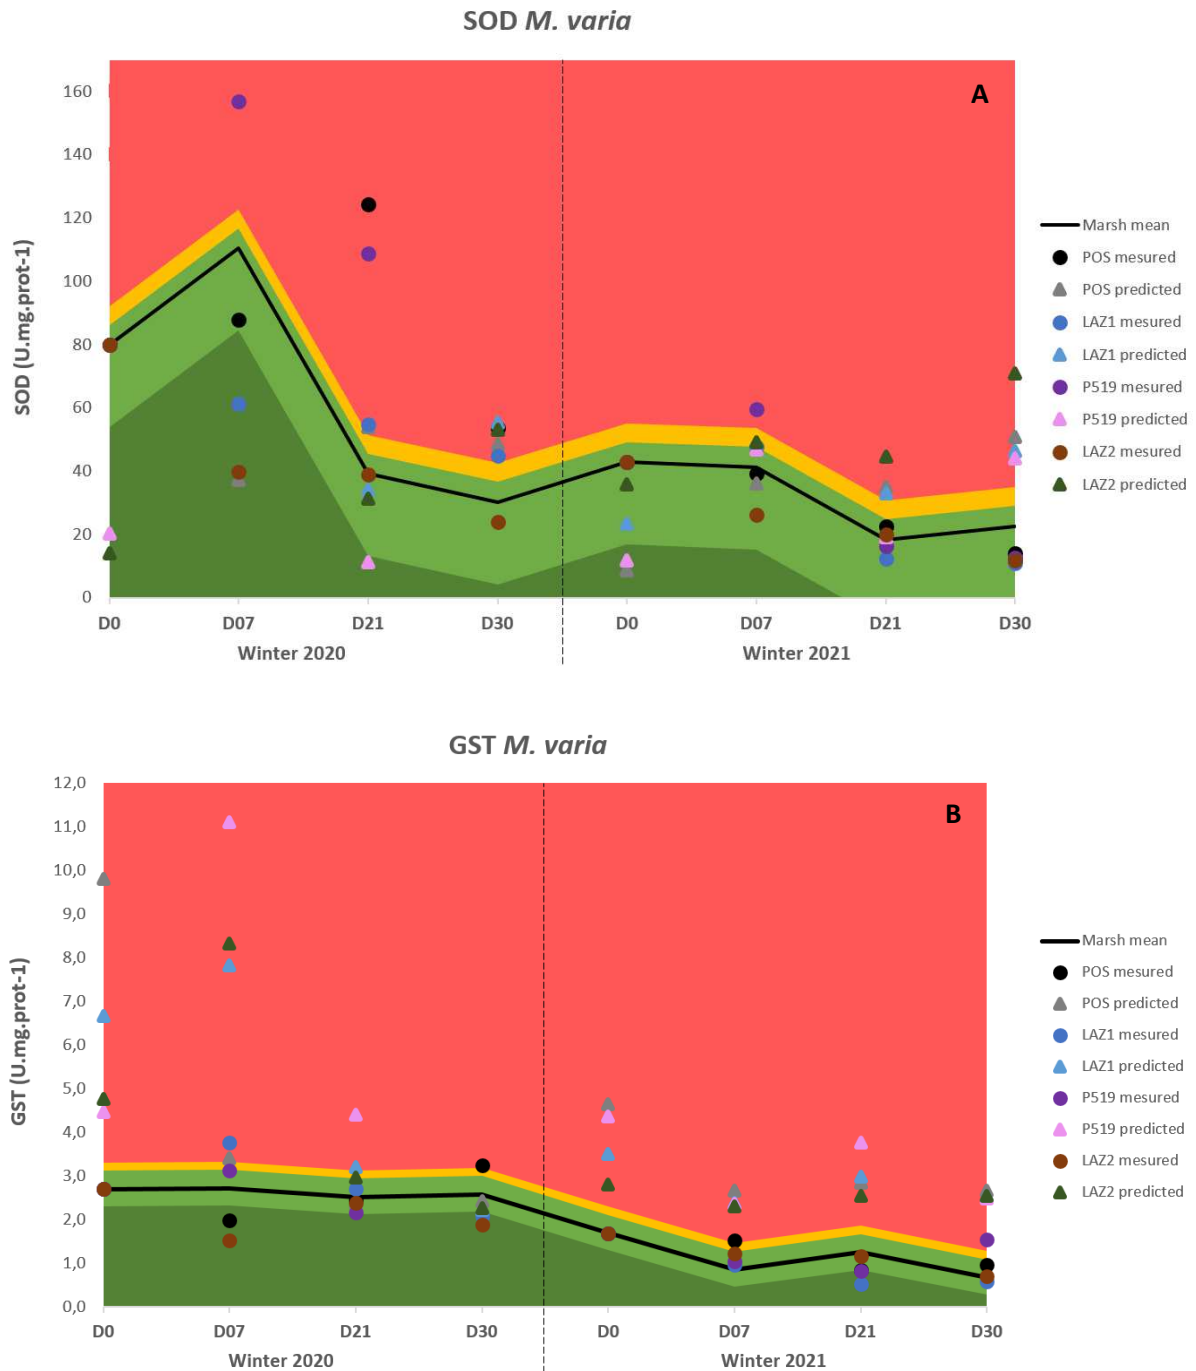 SOD M. varia
A
SOD (U.mg.prot-1)
160
140
120
100
80
60
40
20
0
D0 D07 D21 D30 D0 D07 D21 D30
Winter 2020 Winter 2021
Marsh mean
POS mesured
POS predicted
LAZ1 mesured
LAZ1 predicted
P519 mesured
P519 predicted
LAZ2 mesured
LAZ2 predicted
GST M. varia
B
GST (U.mg.prot-1)
12,0
11,0
10,0
9,0
8,0
7,0
6,0
5,0
4,0
3,0
2,0
1,0
0,0
D0 D07 D21 D30 D0 D07 D21 D30
Winter 2020 Winter 2021
Marsh mean
POS mesured
POS predicted
LAZ1 mesured
LAZ1 predicted
P519 mesured
P519 predicted
LAZ2 mesured
LAZ2 predicted